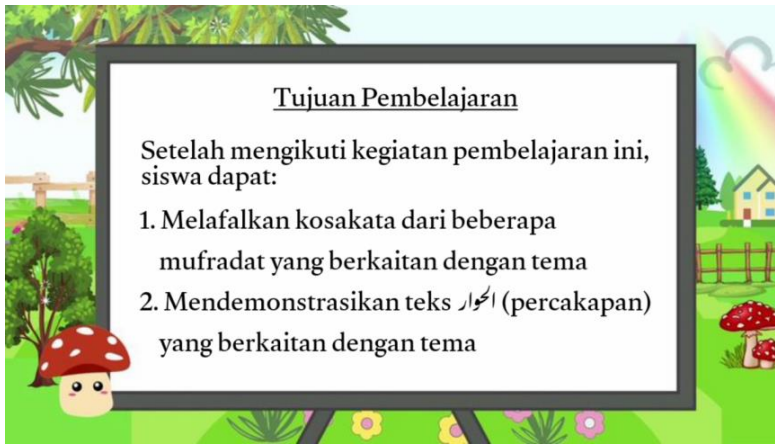 Tujuan Pembelajaran
Setelah mengikuti kegiatan pembelajaran ini,
siswa dapat:
1. Melafalkan kosakata dari beberapa
mufradat yang berkaitan dengan tema
2. Mendemonstrasikan teks الحوار (percakapan)
yang berkaitan dengan tema